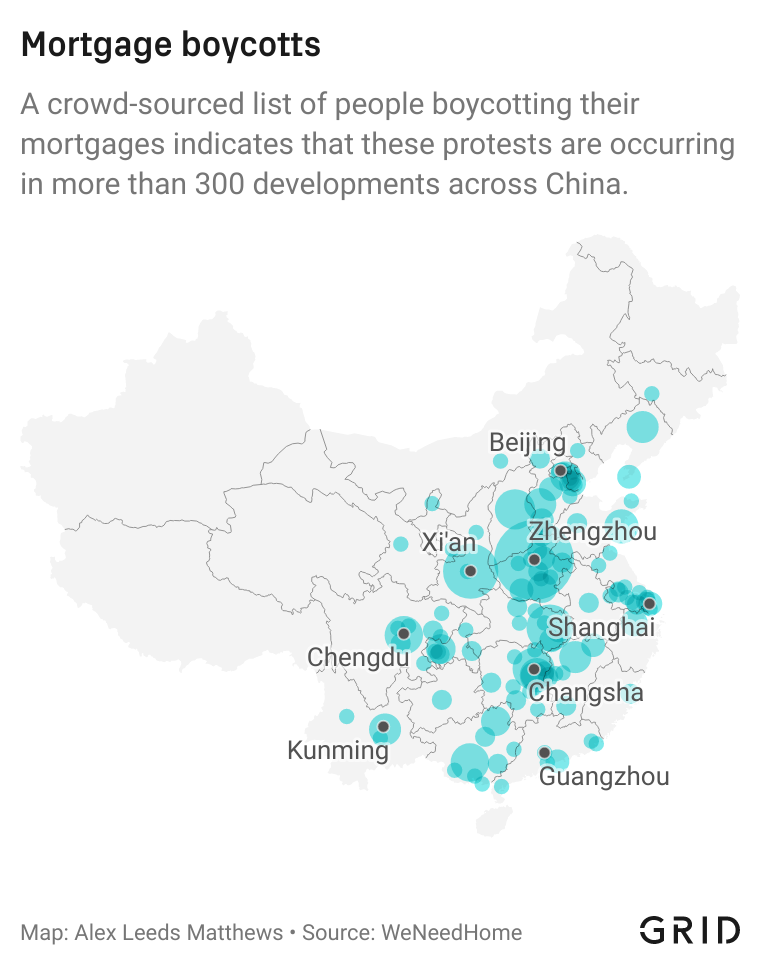 Mortgage boycotts
A crowd-sourced list of people boycotting their
mortgages indicates that these protests are occurring
in more than 300 developments across China.
Beijing
Zhengzhou
Xi'an
Shanghai
Chengdu
Changsha
Kunming
Guangzhou
Map: Alex Leeds Matthews • Source: WeNeedHome
GRID